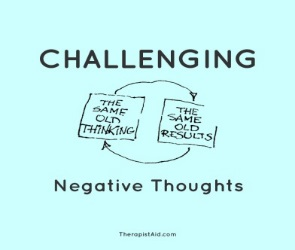 CHALLENGING
THE
SAME
OLD
THINKING
THE
SAME
OLD
RESULTS
Negative Thoughts
TherapistAid.com